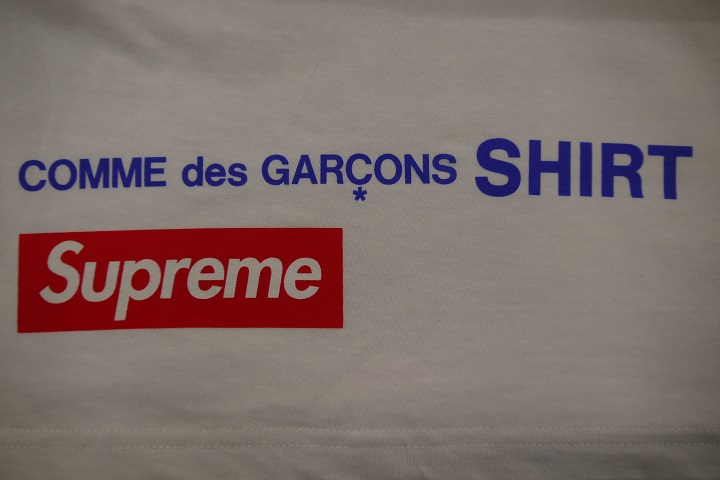 COMME des GARÇONS SHIRT
*
Supreme